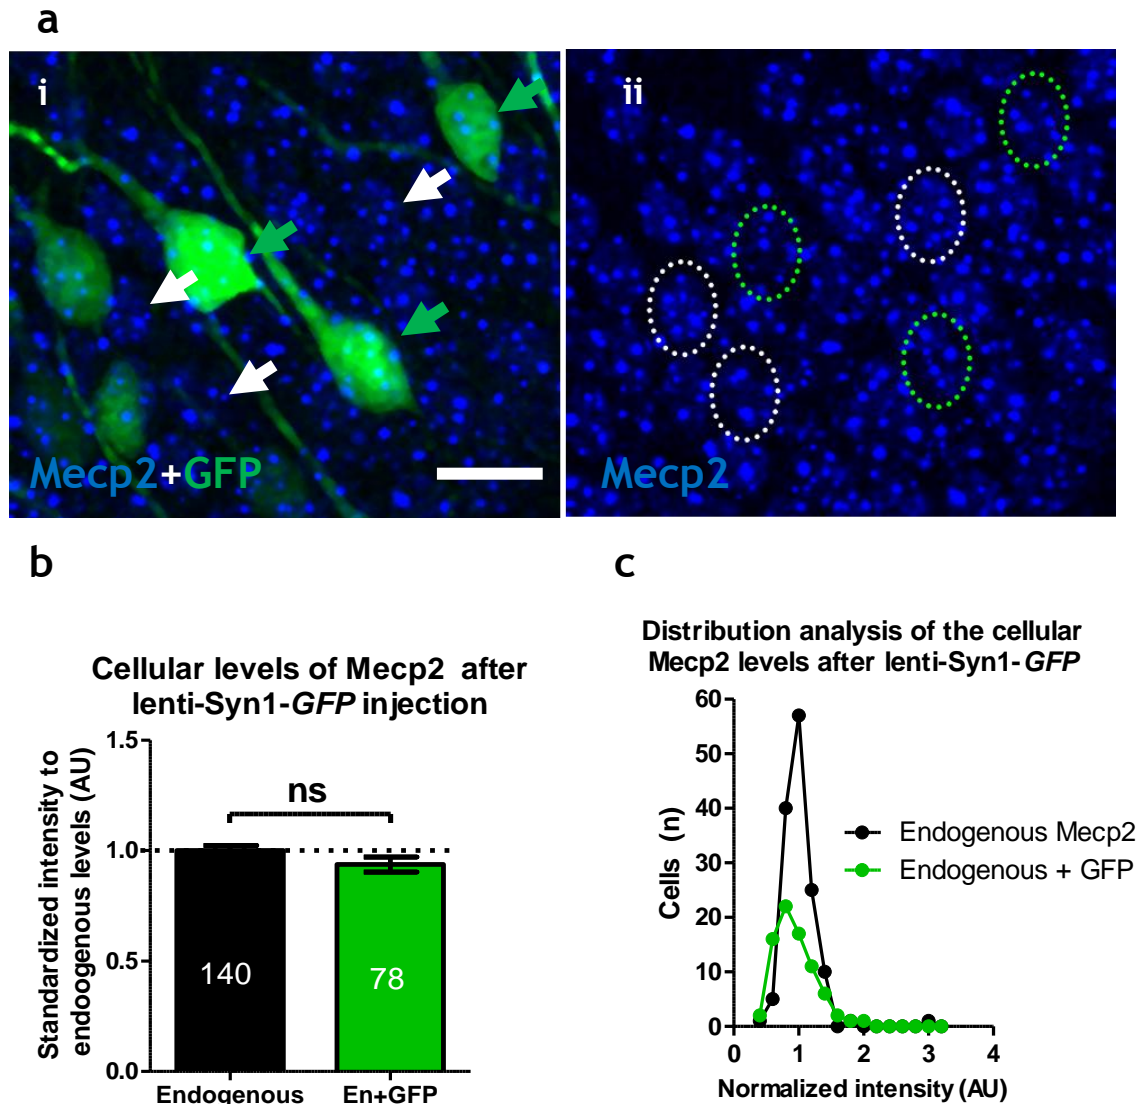 a
i
ii
Mecp2+GFP
Mecp2
b
c
Cellular levels of Mecp2 after
lenti-Syn1-GFP injection
Standardized intensity to
endoogenous levels (AU)
1.5
1.0
0.5
0.0
ns
140
78
Endogenous
En+GFP
Distribution analysis of the cellular
Mecp2 levels after lenti-Syn1-GFP
Cells (n)
60
50
40
30
20
10
0
0
1
2
3
4
Normalized intensity (AU)
Endogenous Mecp2
Endogenous + GFP